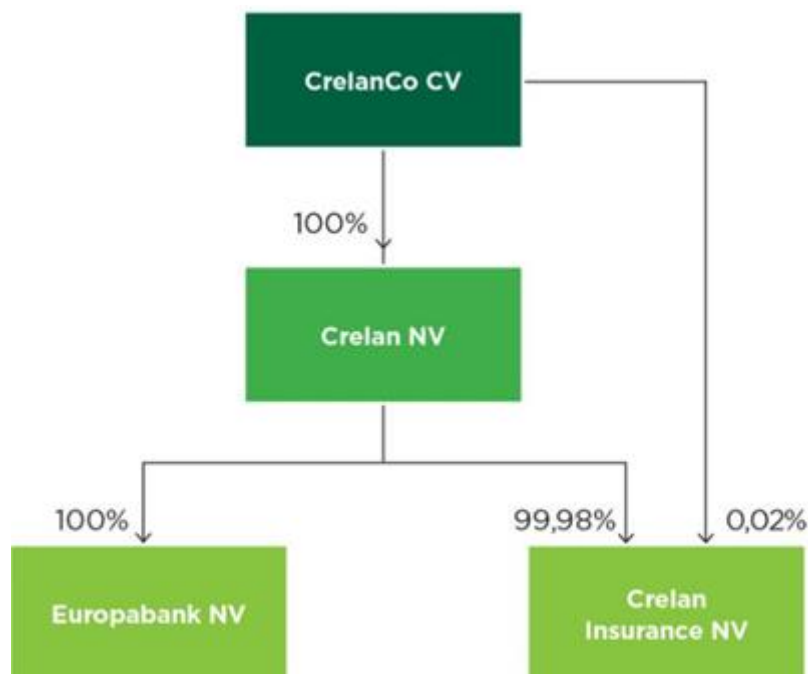 CrelanCo CV
100%
Crelan NV
100%
99,98%
0,02%
Europabank NV
Crelan
Insurance NV